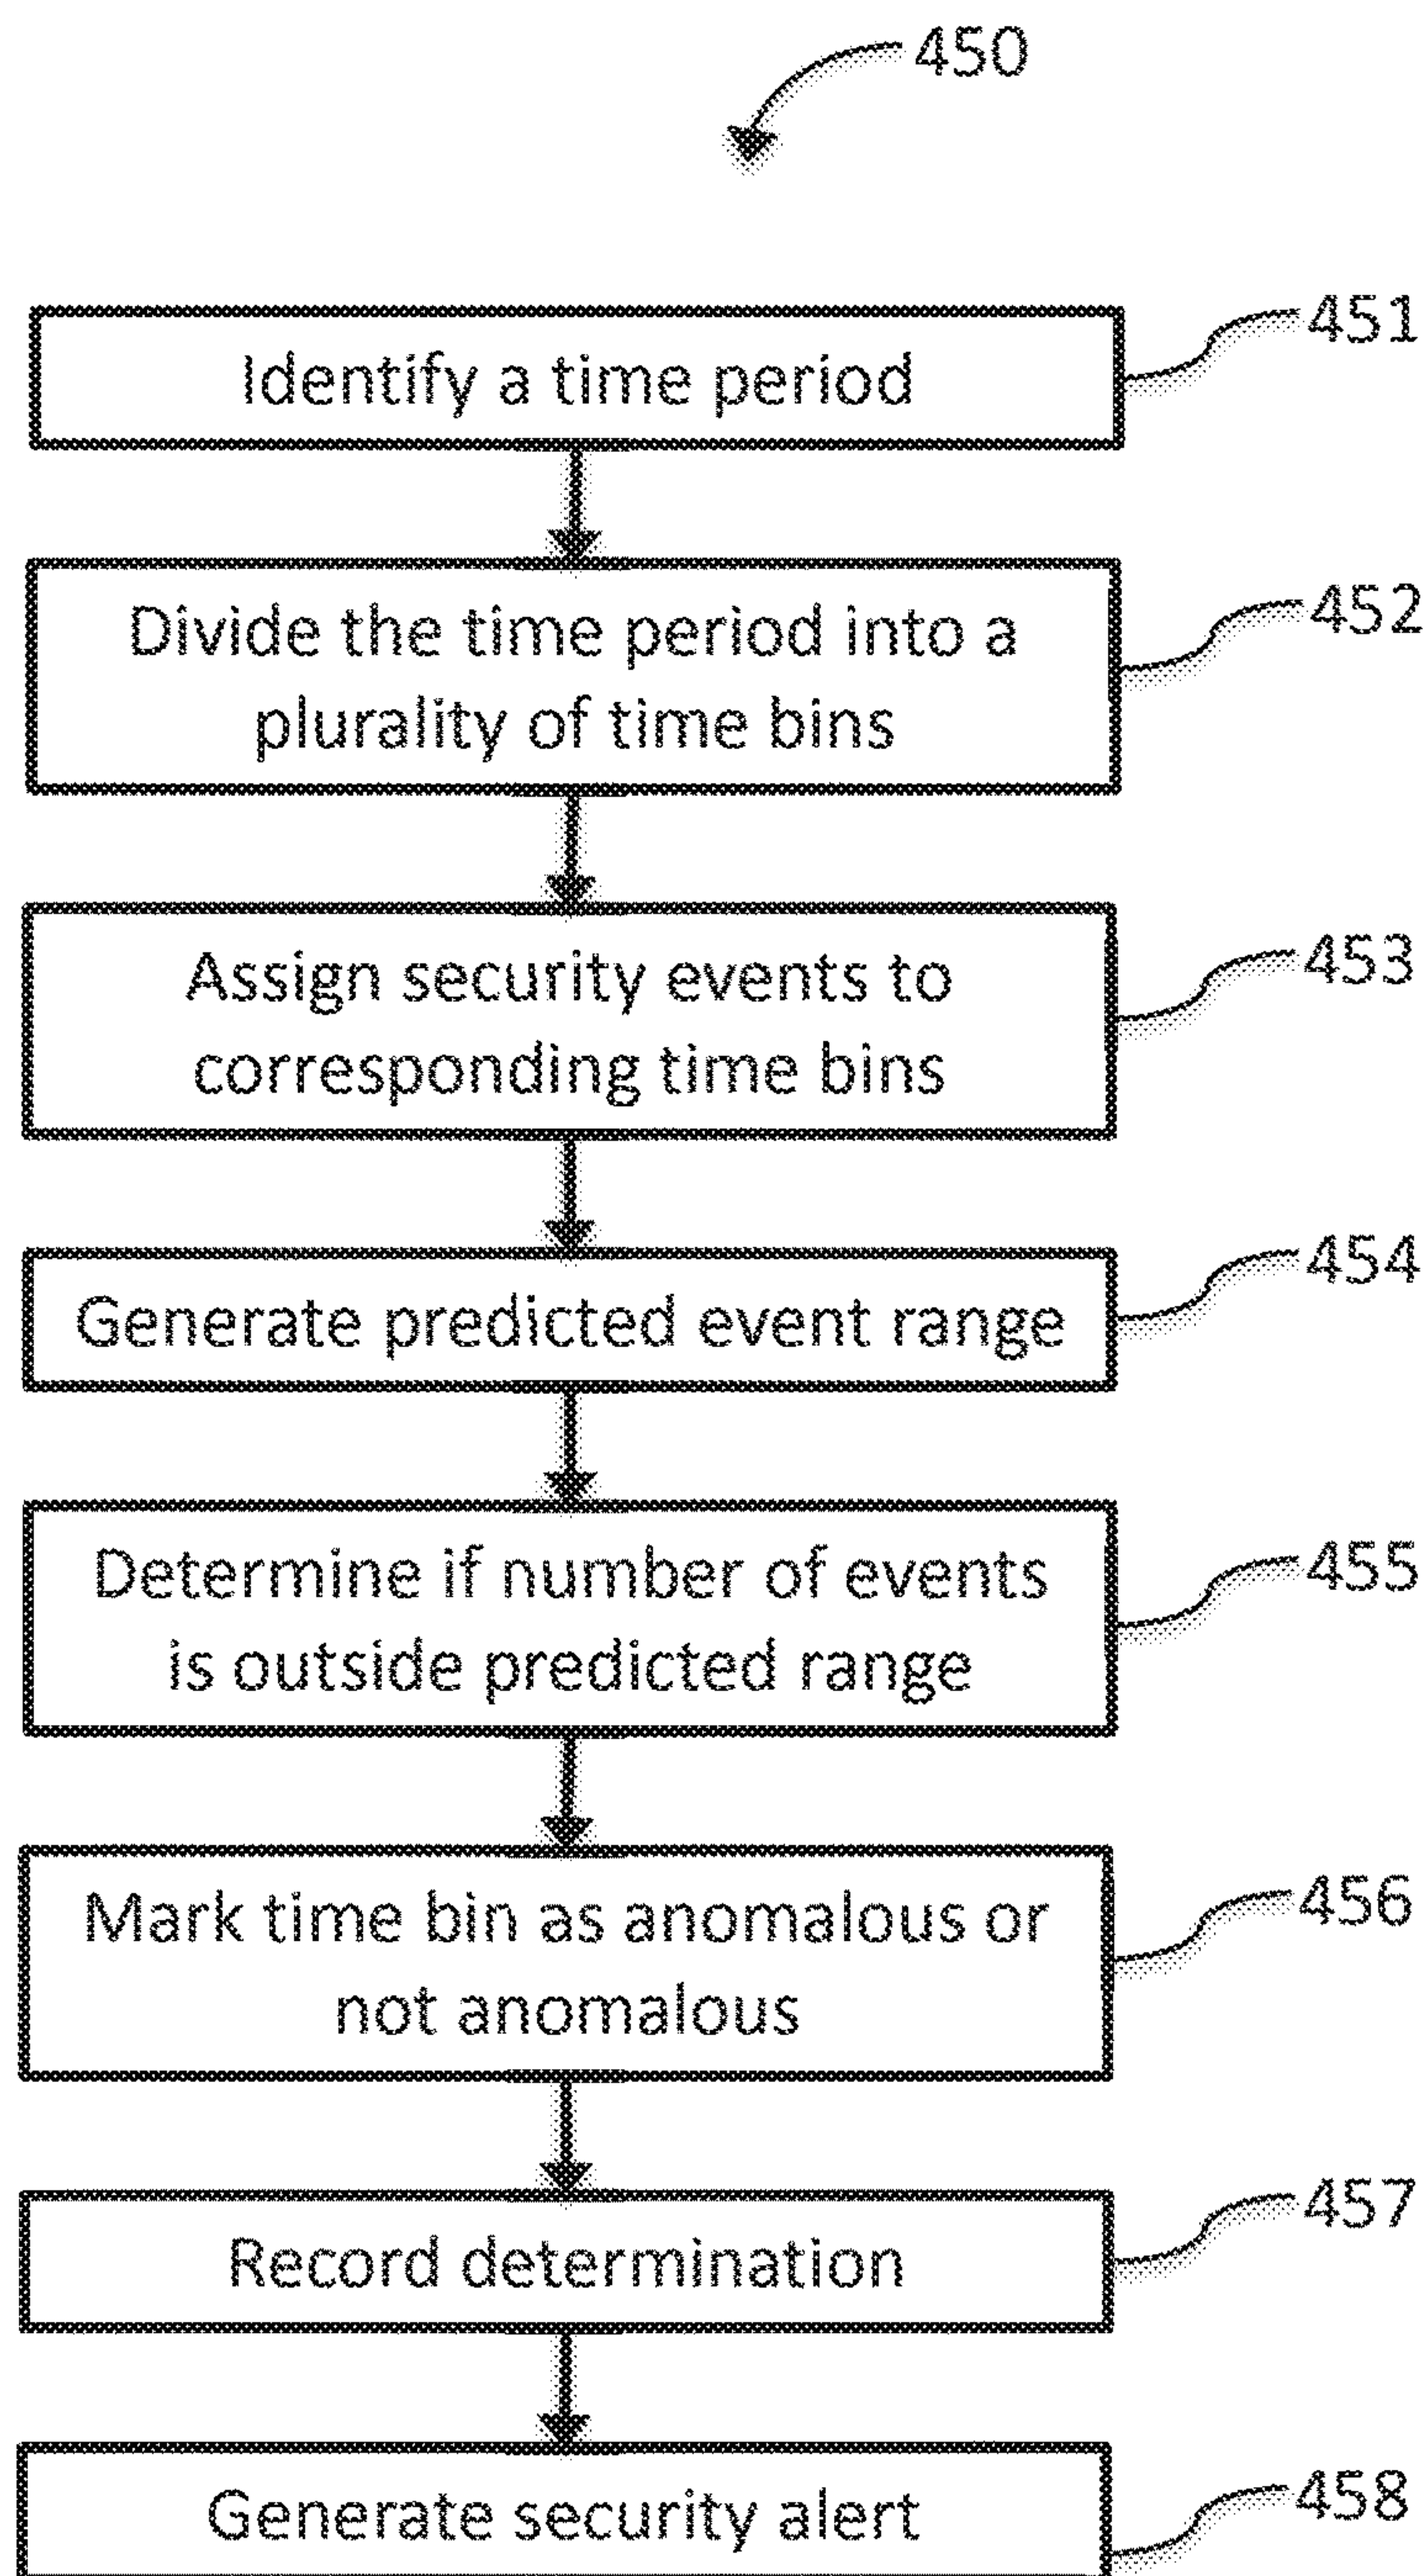 450
Identify a time period
451
Divide the time period into a
plurality of time bins
452
Assign security events to
corresponding time bins
453
Generate predicted event range
454
Determine if number of events
is outside predicted range
455
Mark time bin as anomalous or
not anomalous
456
Record determination
457
Generate security alert
458